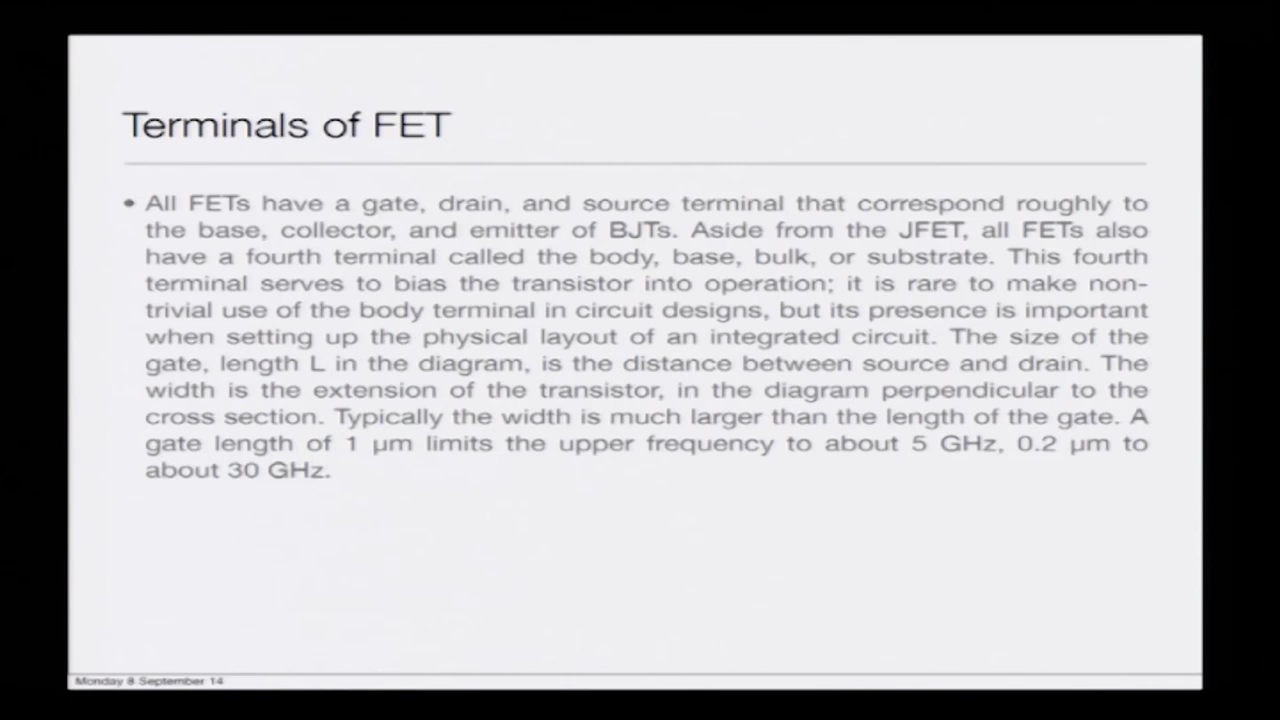 Terminals of FET
• All FETs have a gate, drain, and source terminal that correspond roughly to
the base, collector, and emitter of BJTs. Aside from the JFET, all FETs also
have a fourth terminal called the body, base, bulk, or substrate. This fourth
terminal serves to bias the transistor into operation; it is rare to make non-
trivial use of the body terminal in circuit designs, but its presence is important
when setting up the physical layout of an integrated circuit. The size of the
gate, length L in the diagram, is the distance between source and drain. The
width is the extension of the transistor, in the diagram perpendicular to the
cross section. Typically the width is much larger than the length of the gate. A
gate length of 1 µm limits the upper frequency to about 5 GHz, 0.2 µm to
about 30 GHz.
Monday 8 September 14